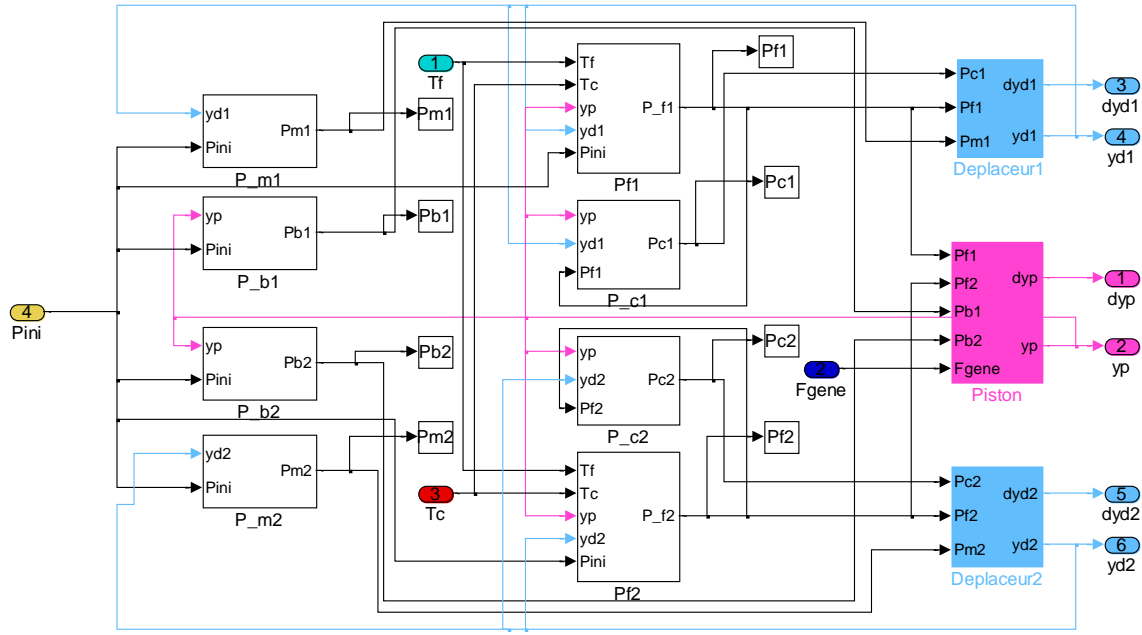 4
Pini
yd1
Pini
Pm1
P_m1
Pm1
yp
Pini
Pb1
P_b1
Pb1
yp
Pini
Pb2
P_b2
Pb2
yd2
Pini
Pm2
P_m2
Pm2
1
Tf
3
Tc
Tf
Tc
yp
yd1
Pini
P_f1
Pf1
Pf1
yp
yd1
Pf1
Pc1
P_c1
Pc1
yp
yd2
Pf2
Pc2
P_c2
Pc2
Tf
Tc
yp
yd2
Pini
P_f2
Pf2
Pf2
2
Fgene
Pc1
Pf1
Pm1
dyd1
yd1
Deplaceur1
3
dyd1
4
yd1
Pf1
Pf2
Pb1
Pb2
Fgene
dyp
yp
Piston
1
dyp
2
yp
Pc2
Pf2
Pm2
dyd2
yd2
Deplaceur2
5
dyd2
6
yd2